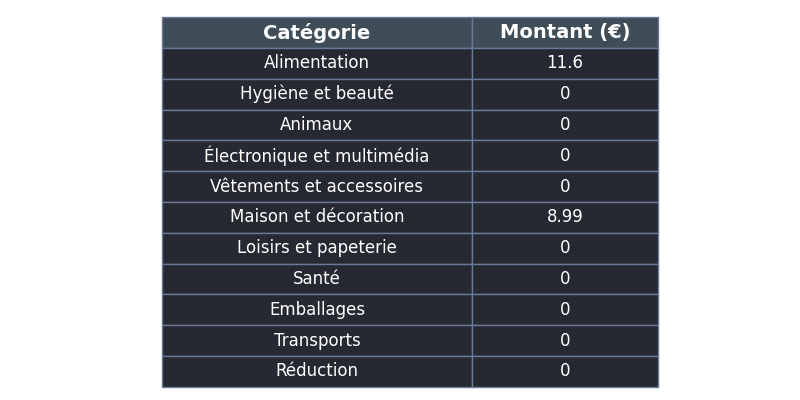 Catégorie Montant (€)
Alimentation 11.6
Hygiène et beauté 0
Animaux 0
Électronique et multimédia 0
Vêtements et accessoires 0
Maison et décoration 8.99
Loisirs et papeterie 0
Santé 0
Emballages 0
Transports 0
Réduction 0